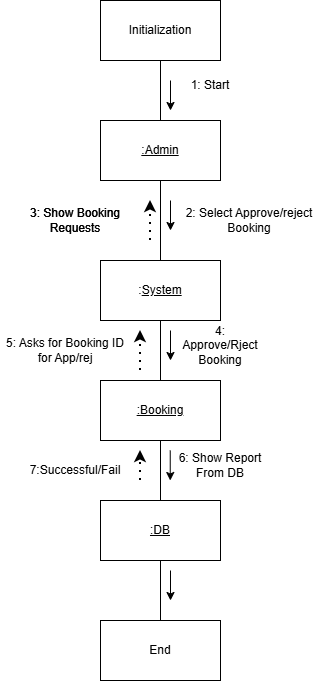 Initialization
1: Start
:Admin
3: Show Booking
Requests
2: Select Approve/reject
Booking
:System
5: Asks for Booking ID
for App/rej
4:
Approve/Rject
Booking
:Booking
7:Successful/Fail
6: Show Report
From DB
:DB
End